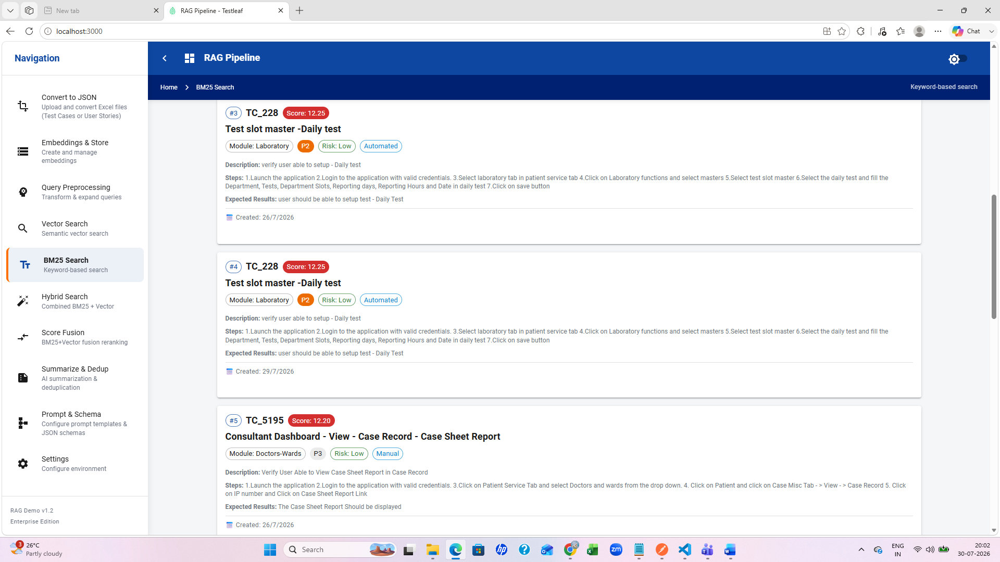 New tab
RAG Pipeline - Testleaf
localhost:3000
Chat
Navigation
RAG Pipeline
Home
BM25 Search
Keyword-based search
Convert to JSON
Upload and convert Excel files
(Test Cases or User Stories)
Embeddings & Store
Create and manage
embeddings
Query Preprocessing
Transform & expand queries
Vector Search
Semantic vector search
BM25 Search
Keyword-based search
Hybrid Search
Combined BM25 + Vector
Score Fusion
BM25+Vector fusion reranking
Summarize & Dedup
AI summarization &
deduplication
Prompt & Schema
Configure prompt templates &
JSON schemas
Settings
Configure environment
RAG Demo v1.2
Enterprise Edition
#3 TC_228 Score: 12.25
Test slot master -Daily test
Module: Laboratory P2 Risk: Low Automated
Description: verify user able to setup - Daily test
Steps: 1.Launch the application 2.Login to the application with valid credentials. 3.Select laboratory tab in patient service tab 4.Click on Laboratory functions and select masters 5.Select test slot master 6.Select the daily test and fill the
Department, Tests, Department Slots, Reporting days, Reporting Hours and Date in daily test 7.Click on save button
Expected Results: user should be able to setup test - Daily Test
Created: 26/7/2026
#4 TC_228 Score: 12.25
Test slot master -Daily test
Module: Laboratory P2 Risk: Low Automated
Description: verify user able to setup - Daily test
Steps: 1.Launch the application 2.Login to the application with valid credentials. 3.Select laboratory tab in patient service tab 4.Click on Laboratory functions and select masters 5.Select test slot master 6.Select the daily test and fill the
Department, Tests, Department Slots, Reporting days, Reporting Hours and Date in daily test 7.Click on save button
Expected Results: user should be able to setup test - Daily Test
Created: 29/7/2026
#5 TC_5195 Score: 12.20
Consultant Dashboard - View - Case Record - Case Sheet Report
Module: Doctors-Wards P3 Risk: Low Manual
Description: Verify User Able to View Case Sheet Report in Case Record
Steps: 1.Launch the application 2.Login to the application with valid credentials. 3.Click on Patient Service Tab and select Doctors and wards from the drop down. 4. Click on Patient and click on Case Misc Tab - > View - > Case Record 5. Click
on IP number and Click on Case Sheet Report Link
Expected Results: The Case Sheet Report Should be displayed
Created: 26/7/2026
3
26°C
Partly cloudy
Search
hp
zm
ENG
IN
20:02
30-07-2026